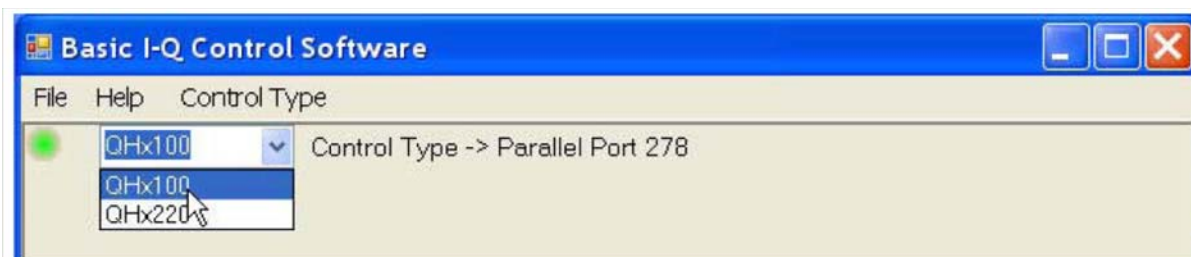 Basic I-Q Control Software
File Help Control Type
QHx100 Control Type -> Parallel Port 278
QHx100
QHx220